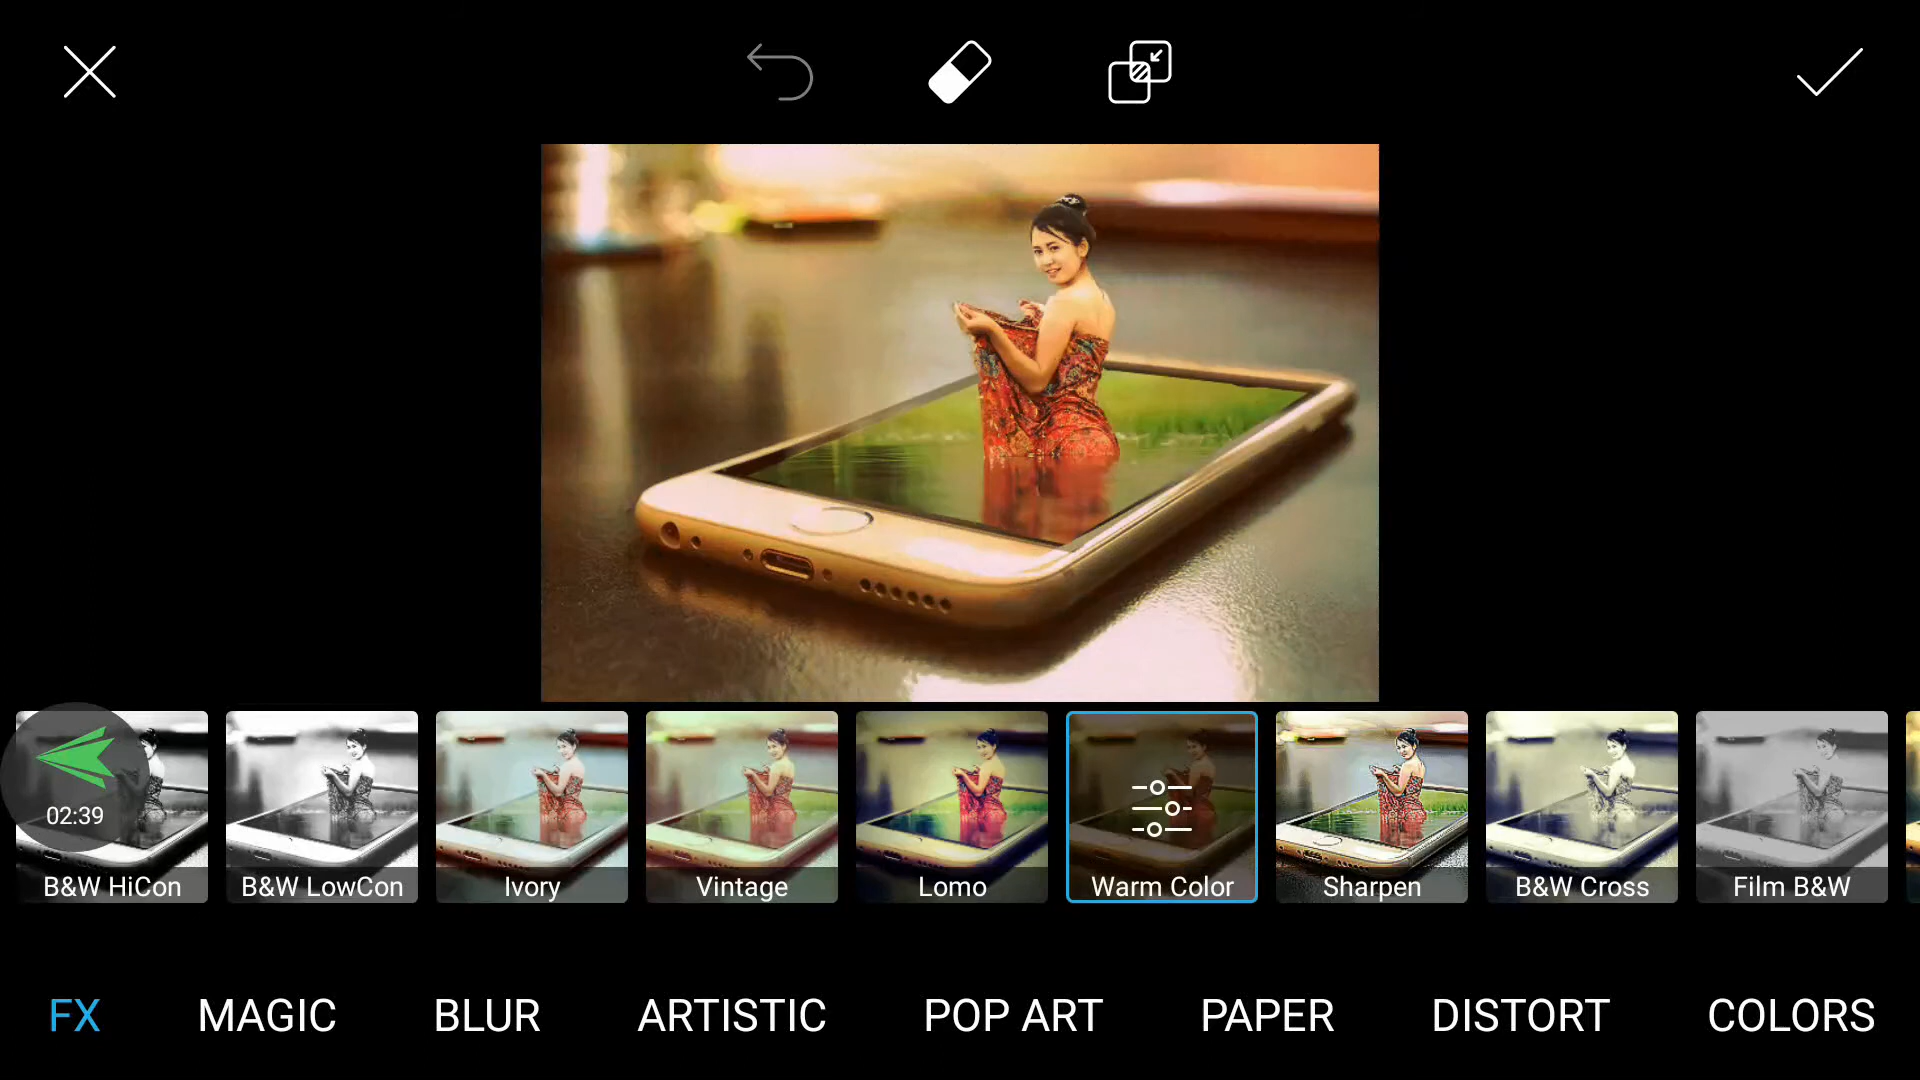 02:39
B&W HiCon
B&W LowCon
Ivory
Vintage
Lomo
Warm Color
Sharpen
B&W Cross
Film B&W
FX
MAGIC
BLUR
ARTISTIC
POP ART
PAPER
DISTORT
COLORS